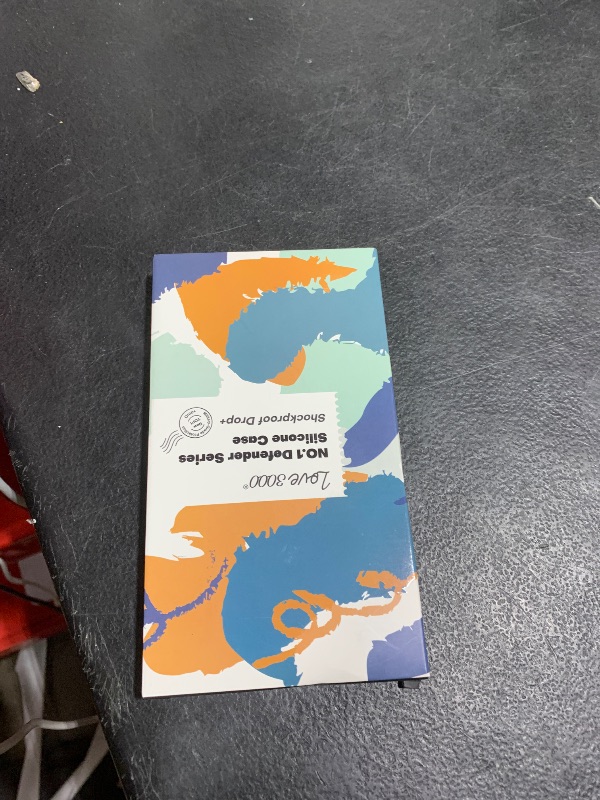 Love 3000®
NO.1 Defender Series
Silicone Case
Shockproof Drop+